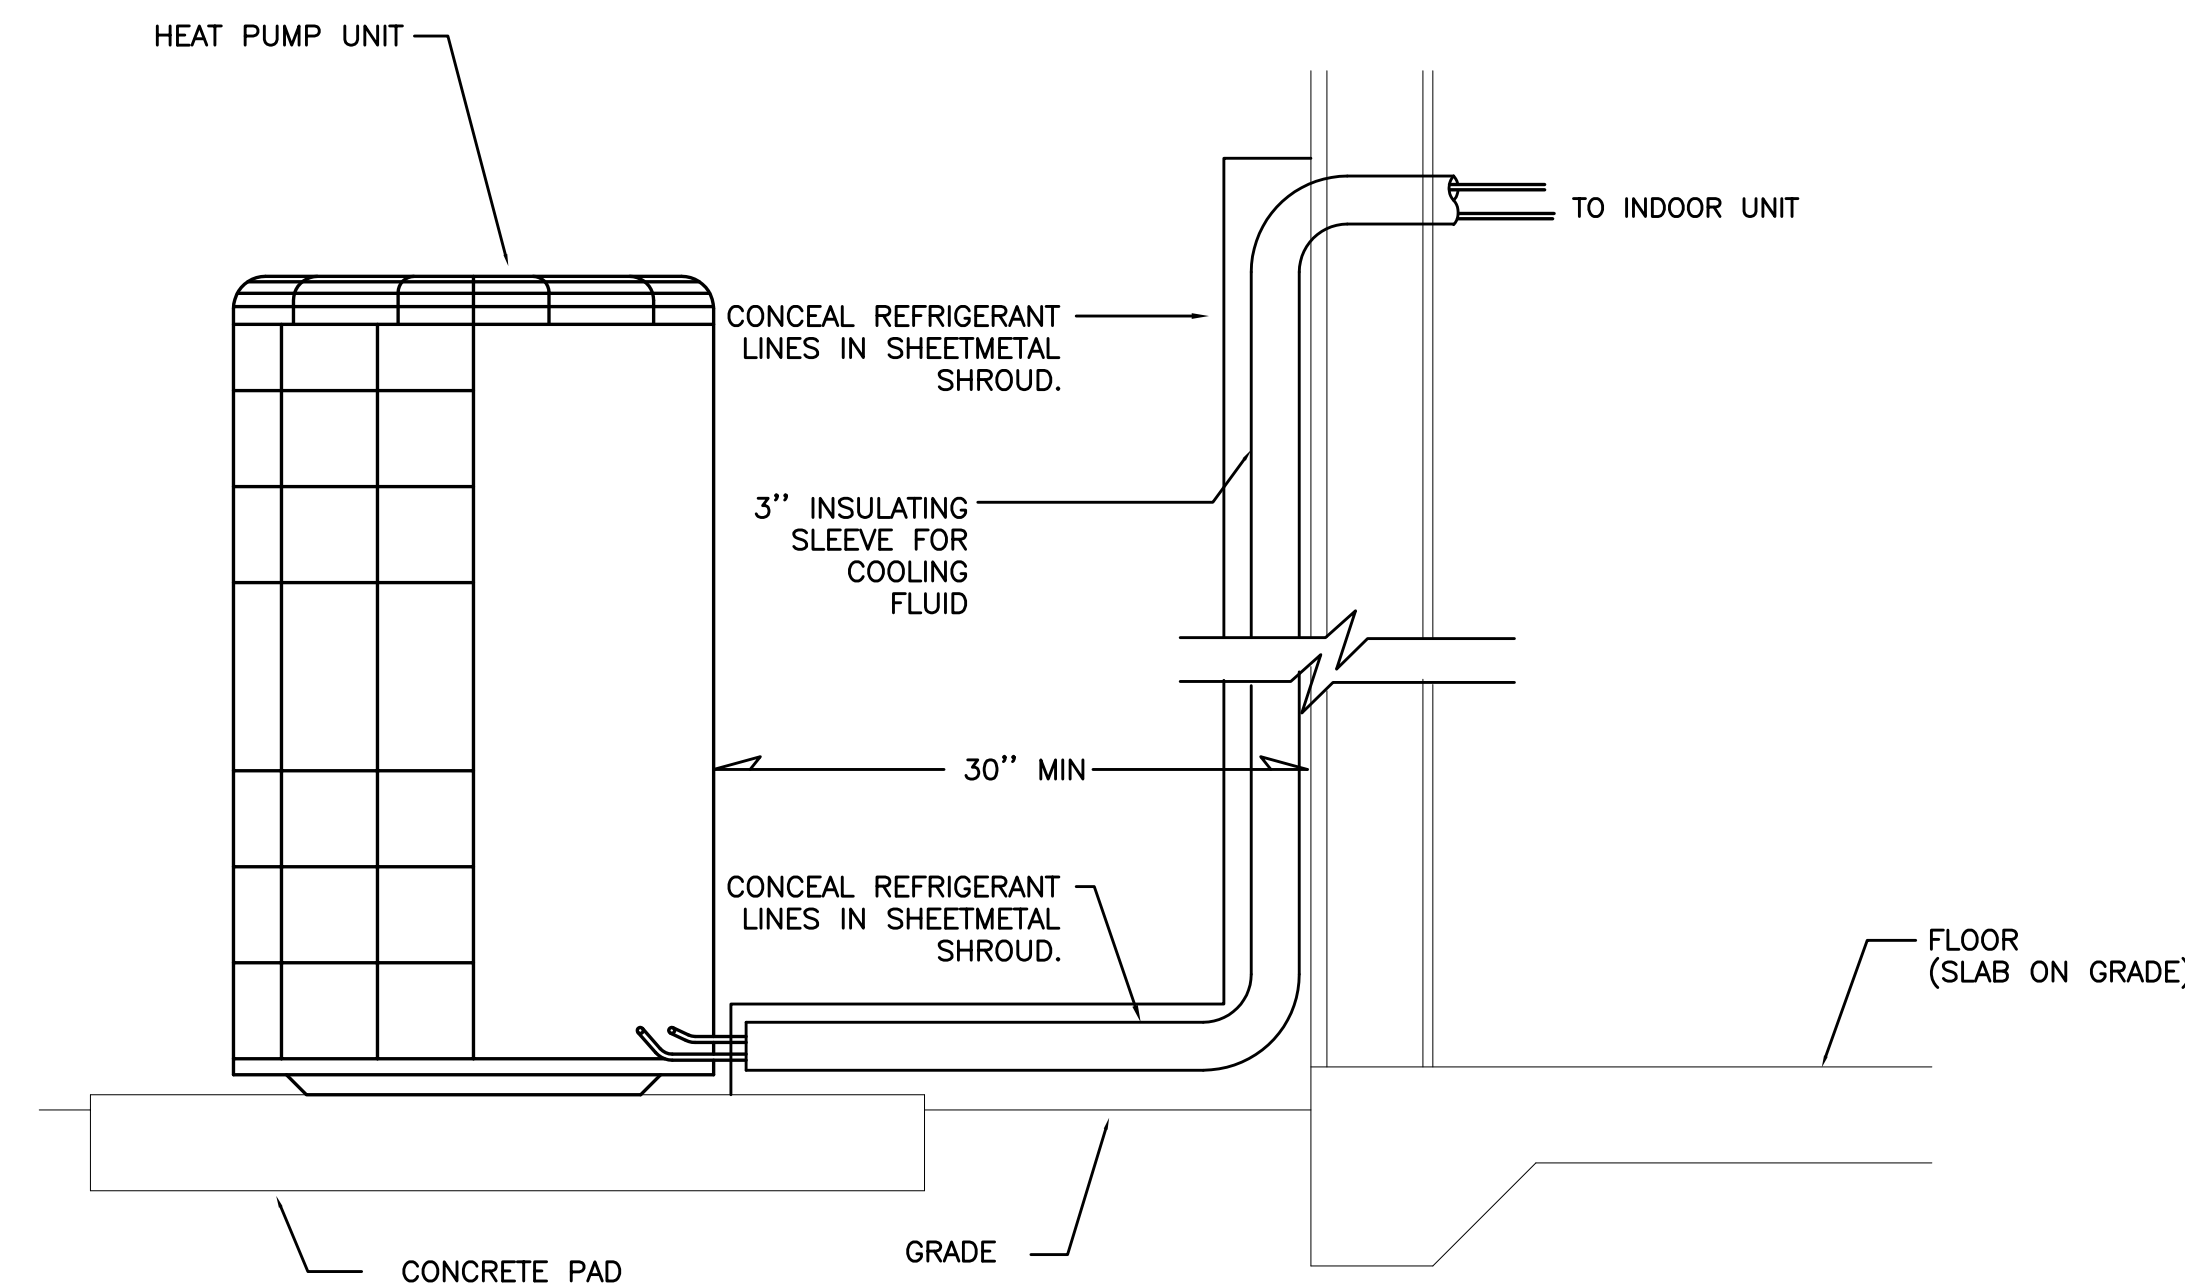 HEAT PUMP UNIT
TO INDOOR UNIT
CONCEAL REFRIGERANT
LINES IN SHEETMETAL
SHROUD.
3'' INSULATING
SLEEVE FOR
COOLING
FLUID
30'' MIN
CONCEAL REFRIGERANT
LINES IN SHEETMETAL
SHROUD.
FLOOR
(SLAB ON GRADE)
GRADE
CONCRETE PAD